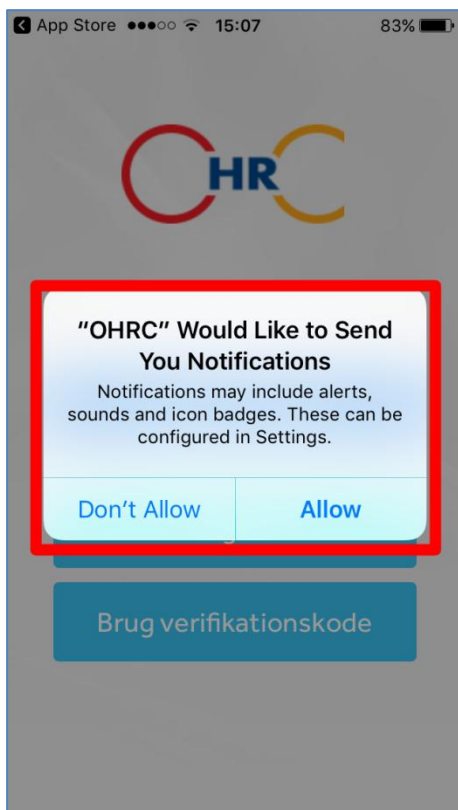 App Store 15:07 83%
OHRC
"OHRC" Would Like to Send
You Notifications
Notifications may include alerts,
sounds and icon badges. These can be
configured in Settings.
Don't Allow Allow
Brug verifikationskode